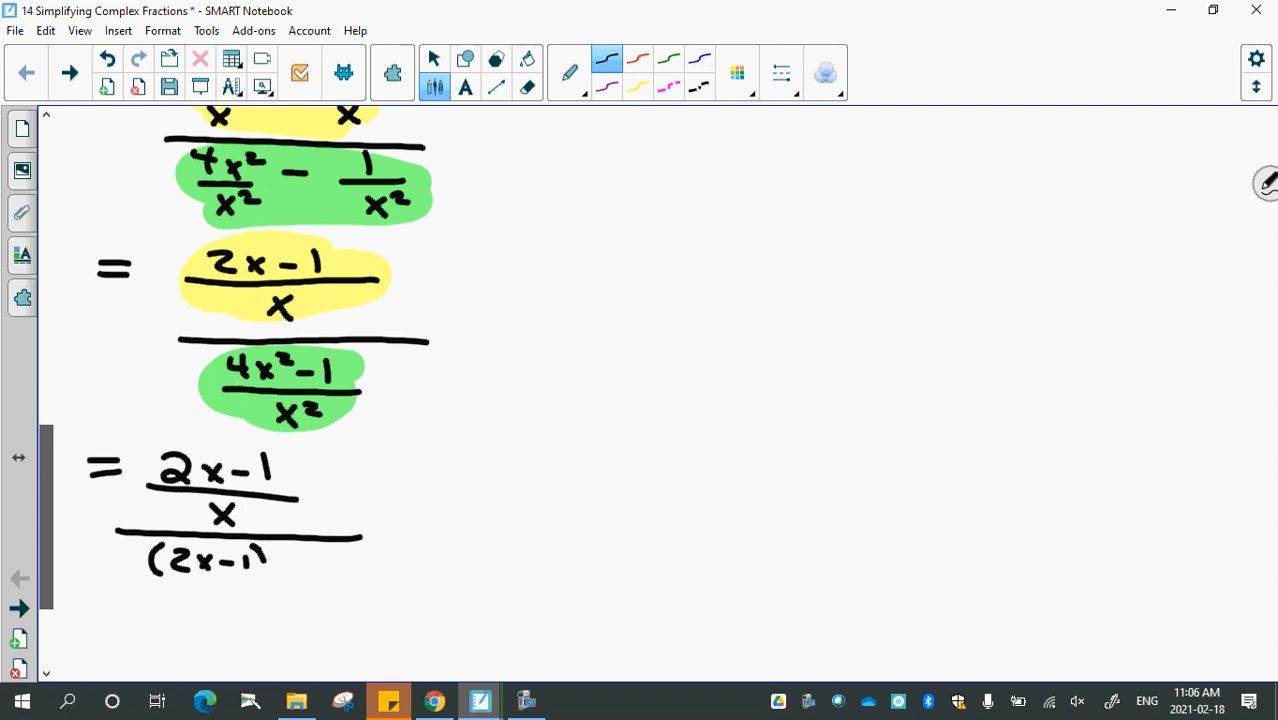 14 Simplifying Complex Fractions * - SMART Notebook
File Edit View Insert Format Tools Add-ons Account Help
x x
4x² - 1
x² x²
= 2x - 1
x
4x² - 1
x²
= 2x - 1
x
(2x - 1)
ENG
11:06 AM
2021-02-18